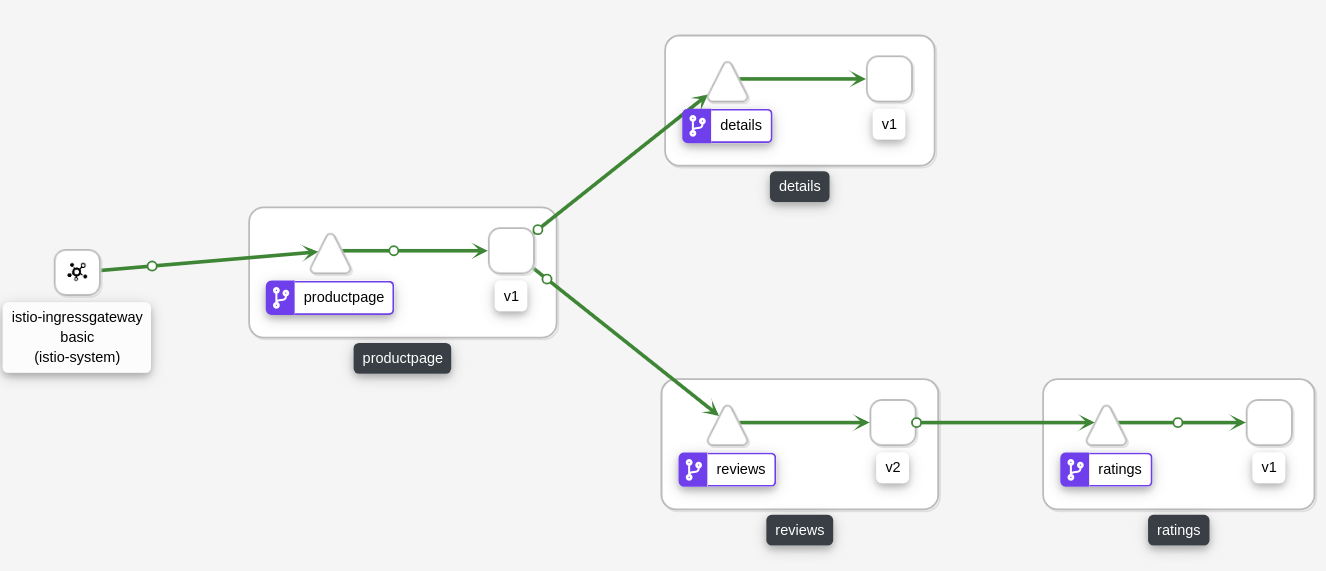 istio-ingressgateway
basic
(istio-system)
productpage
v1
productpage
details
v1
details
reviews
v2
reviews
ratings
v1
ratings